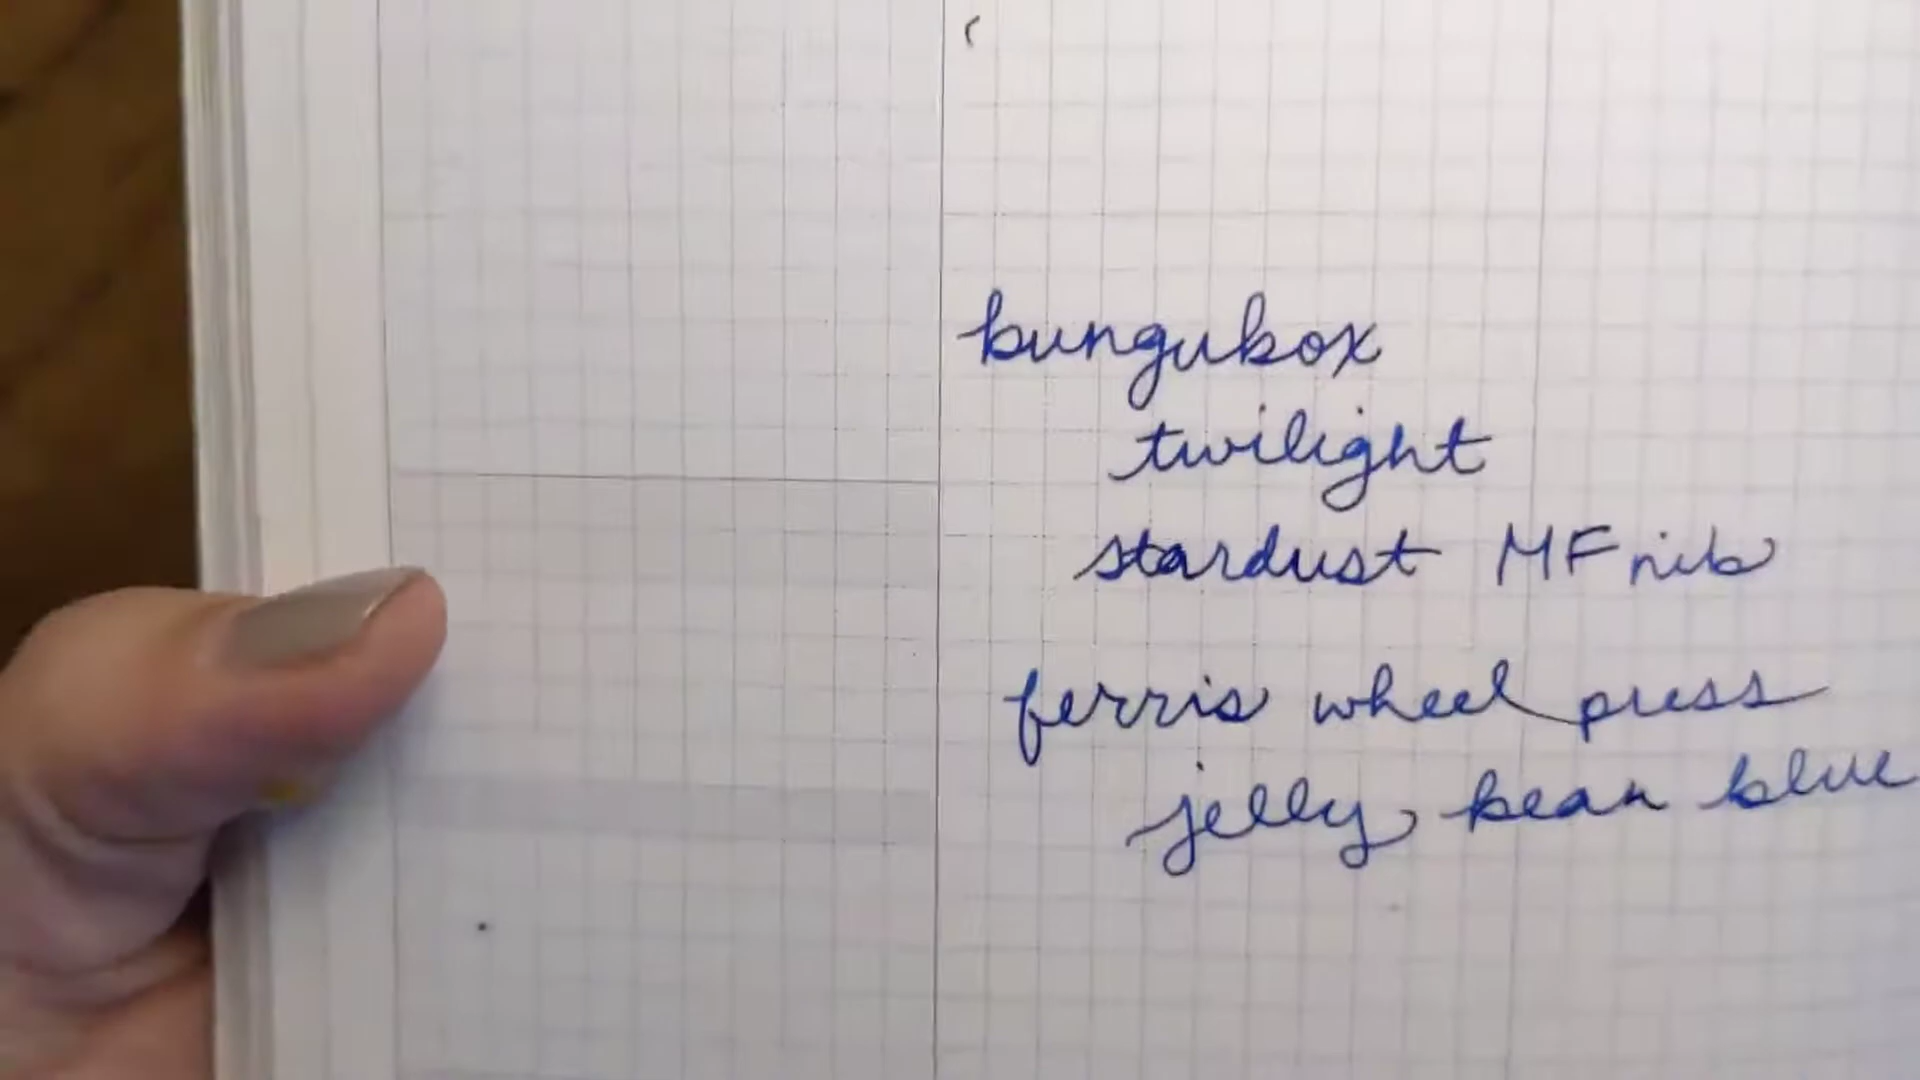 bungubox
twilight
stardust MF nib
ferris wheel press
jelly bean blue